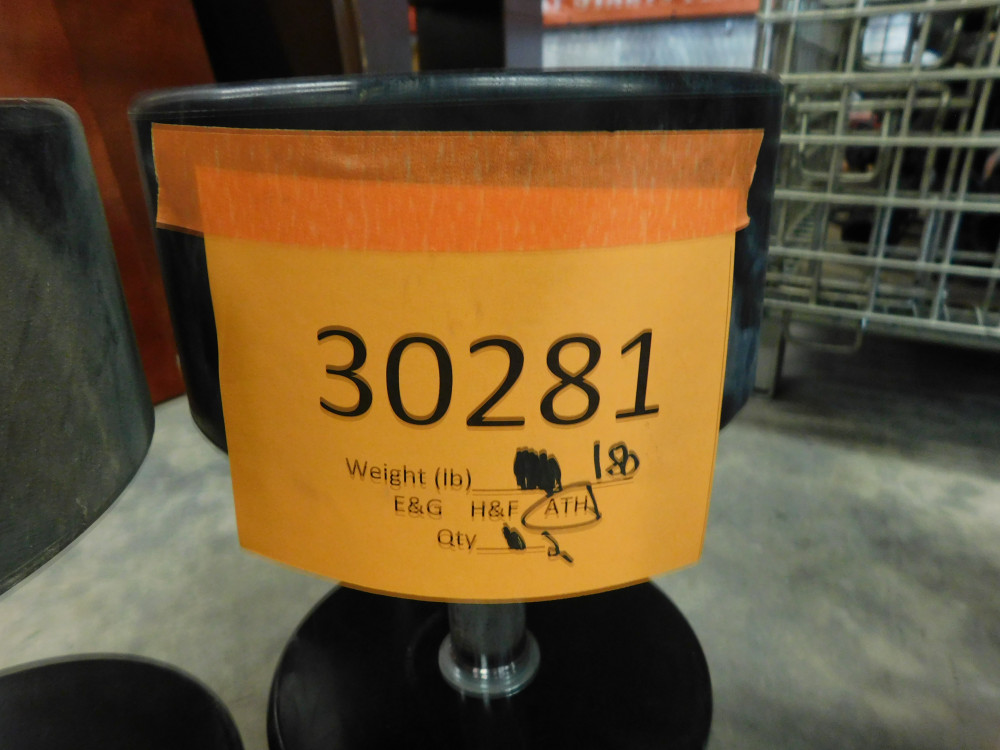 30281
Weight (lb) 18
E&G H&F ATH
Qty 2